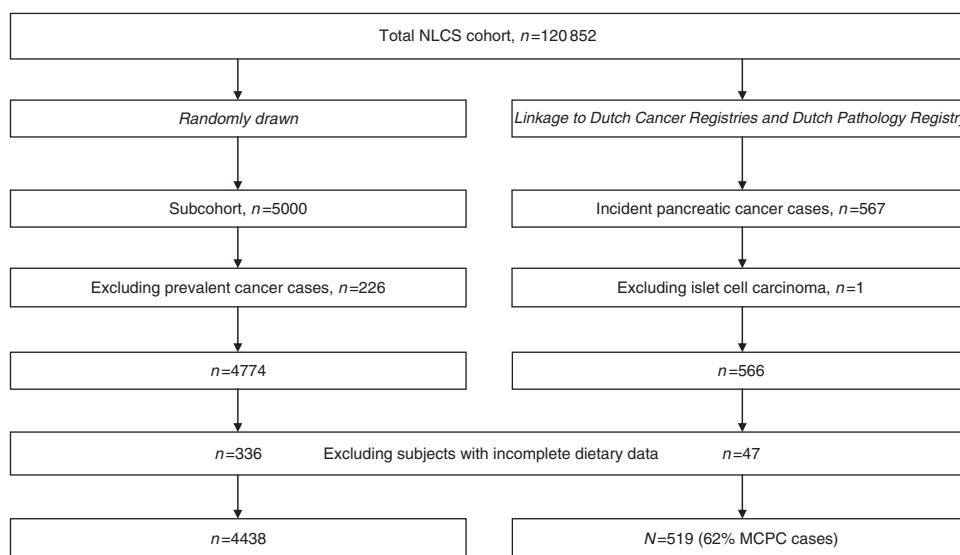 Total NLCS cohort, n=120 852
Randomly drawn
Linkage to Dutch Cancer Registries and Dutch Pathology Registry
Subcohort, n=5000
Incident pancreatic cancer cases, n=567
Excluding prevalent cancer cases, n=226
Excluding islet cell carcinoma, n=1
n=4774
n=566
n=336 Excluding subjects with incomplete dietary data n=47
n=4438
N=519 (62% MCPC cases)